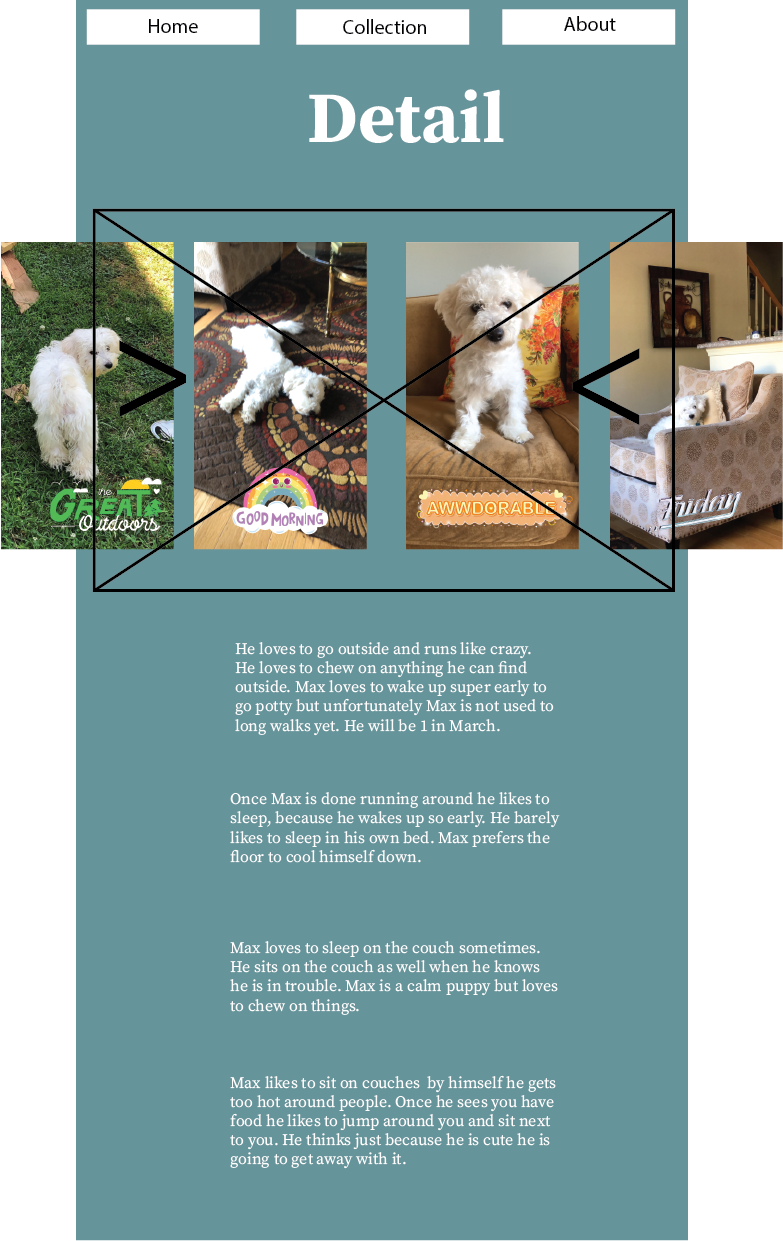 Home
Collection
About
Detail
>
<
the
GREAT
Outdoors
GOOD MORNING
AWWDORABLE
Friday
He loves to go outside and runs like crazy.
He loves to chew on anything he can find
outside. Max loves to wake up super early to
go potty but unfortunately Max is not used to
long walks yet. He will be 1 in March.
Once Max is done running around he likes to
sleep, because he wakes up so early. He barely
likes to sleep in his own bed. Max prefers the
floor to cool himself down.
Max loves to sleep on the couch sometimes.
He sits on the couch as well when he knows
he is in trouble. Max is a calm puppy but loves
to chew on things.
Max likes to sit on couches  by himself he gets
too hot around people. Once he sees you have
food he likes to jump around you and sit next
to you. He thinks just because he is cute he is
going to get away with it.